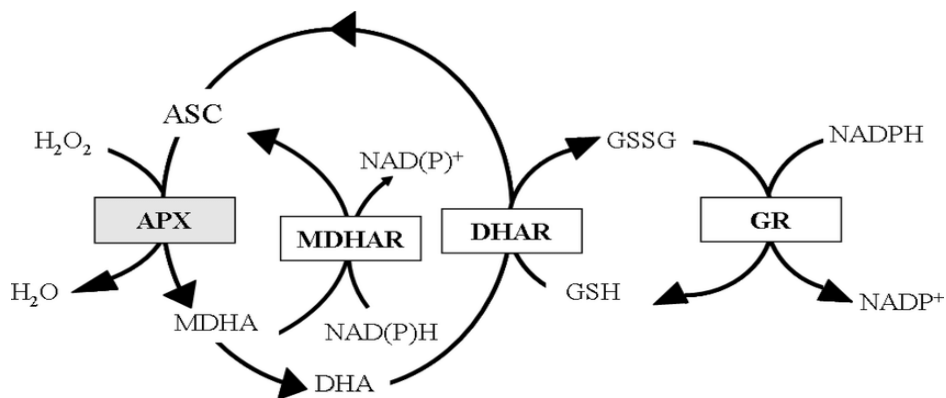 ASC
H₂O₂
NADPH
GSSG
NAD(P)⁺
APX
MDHAR
DHAR
GR
H₂O
GSH
NADP⁺
MDHA
NAD(P)H
DHA